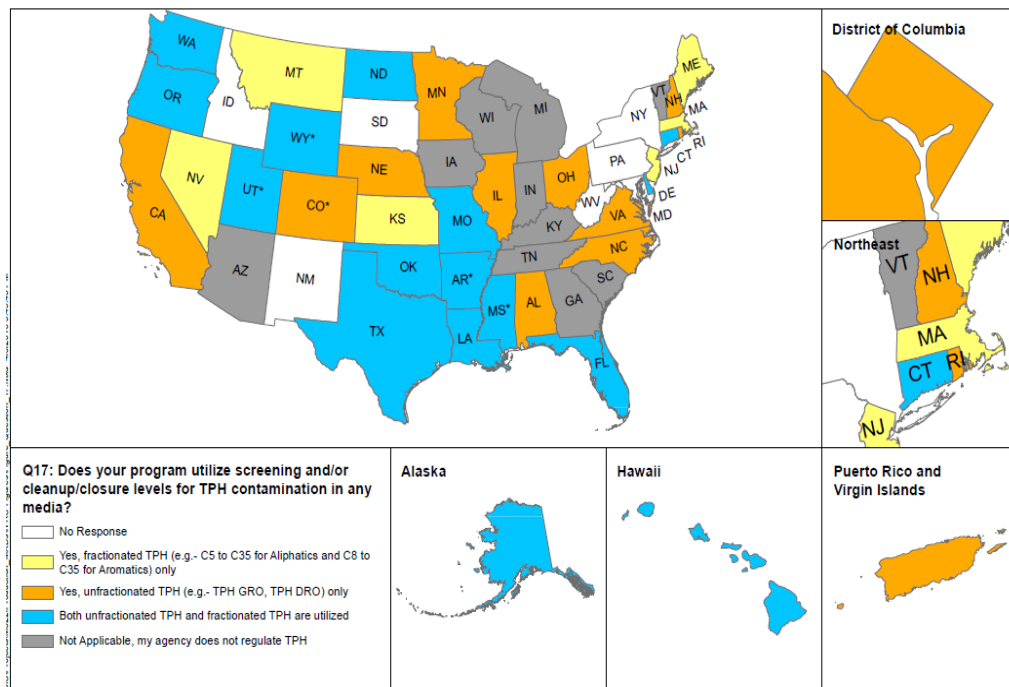 WA
MT
ND
MN
ME
OR
ID
SD
WI
MI
VT
NH
NY
MA
WY*
RI
CT
IA
NE
PA
NJ
NV
UT*
IL
IN
OH
DE
CO*
WV
MD
CA
KS
MO
KY
VA
TN
NC
OK
AR*
SC
AZ
NM
MS*
AL
GA
TX
LA
FL
District of Columbia
Northeast
VT
NH
MA
CT
RI
NJ
Q17: Does your program utilize screening and/or
cleanup/closure levels for TPH contamination in any
media?
No Response
Yes, fractionated TPH (e.g.- C5 to C35 for Aliphatics and C8 to
C35 for Aromatics) only
Yes, unfractionated TPH (e.g.- TPH GRO, TPH DRO) only
Both unfractionated TPH and fractionated TPH are utilized
Not Applicable, my agency does not regulate TPH
Alaska
Hawaii
Puerto Rico and
Virgin Islands